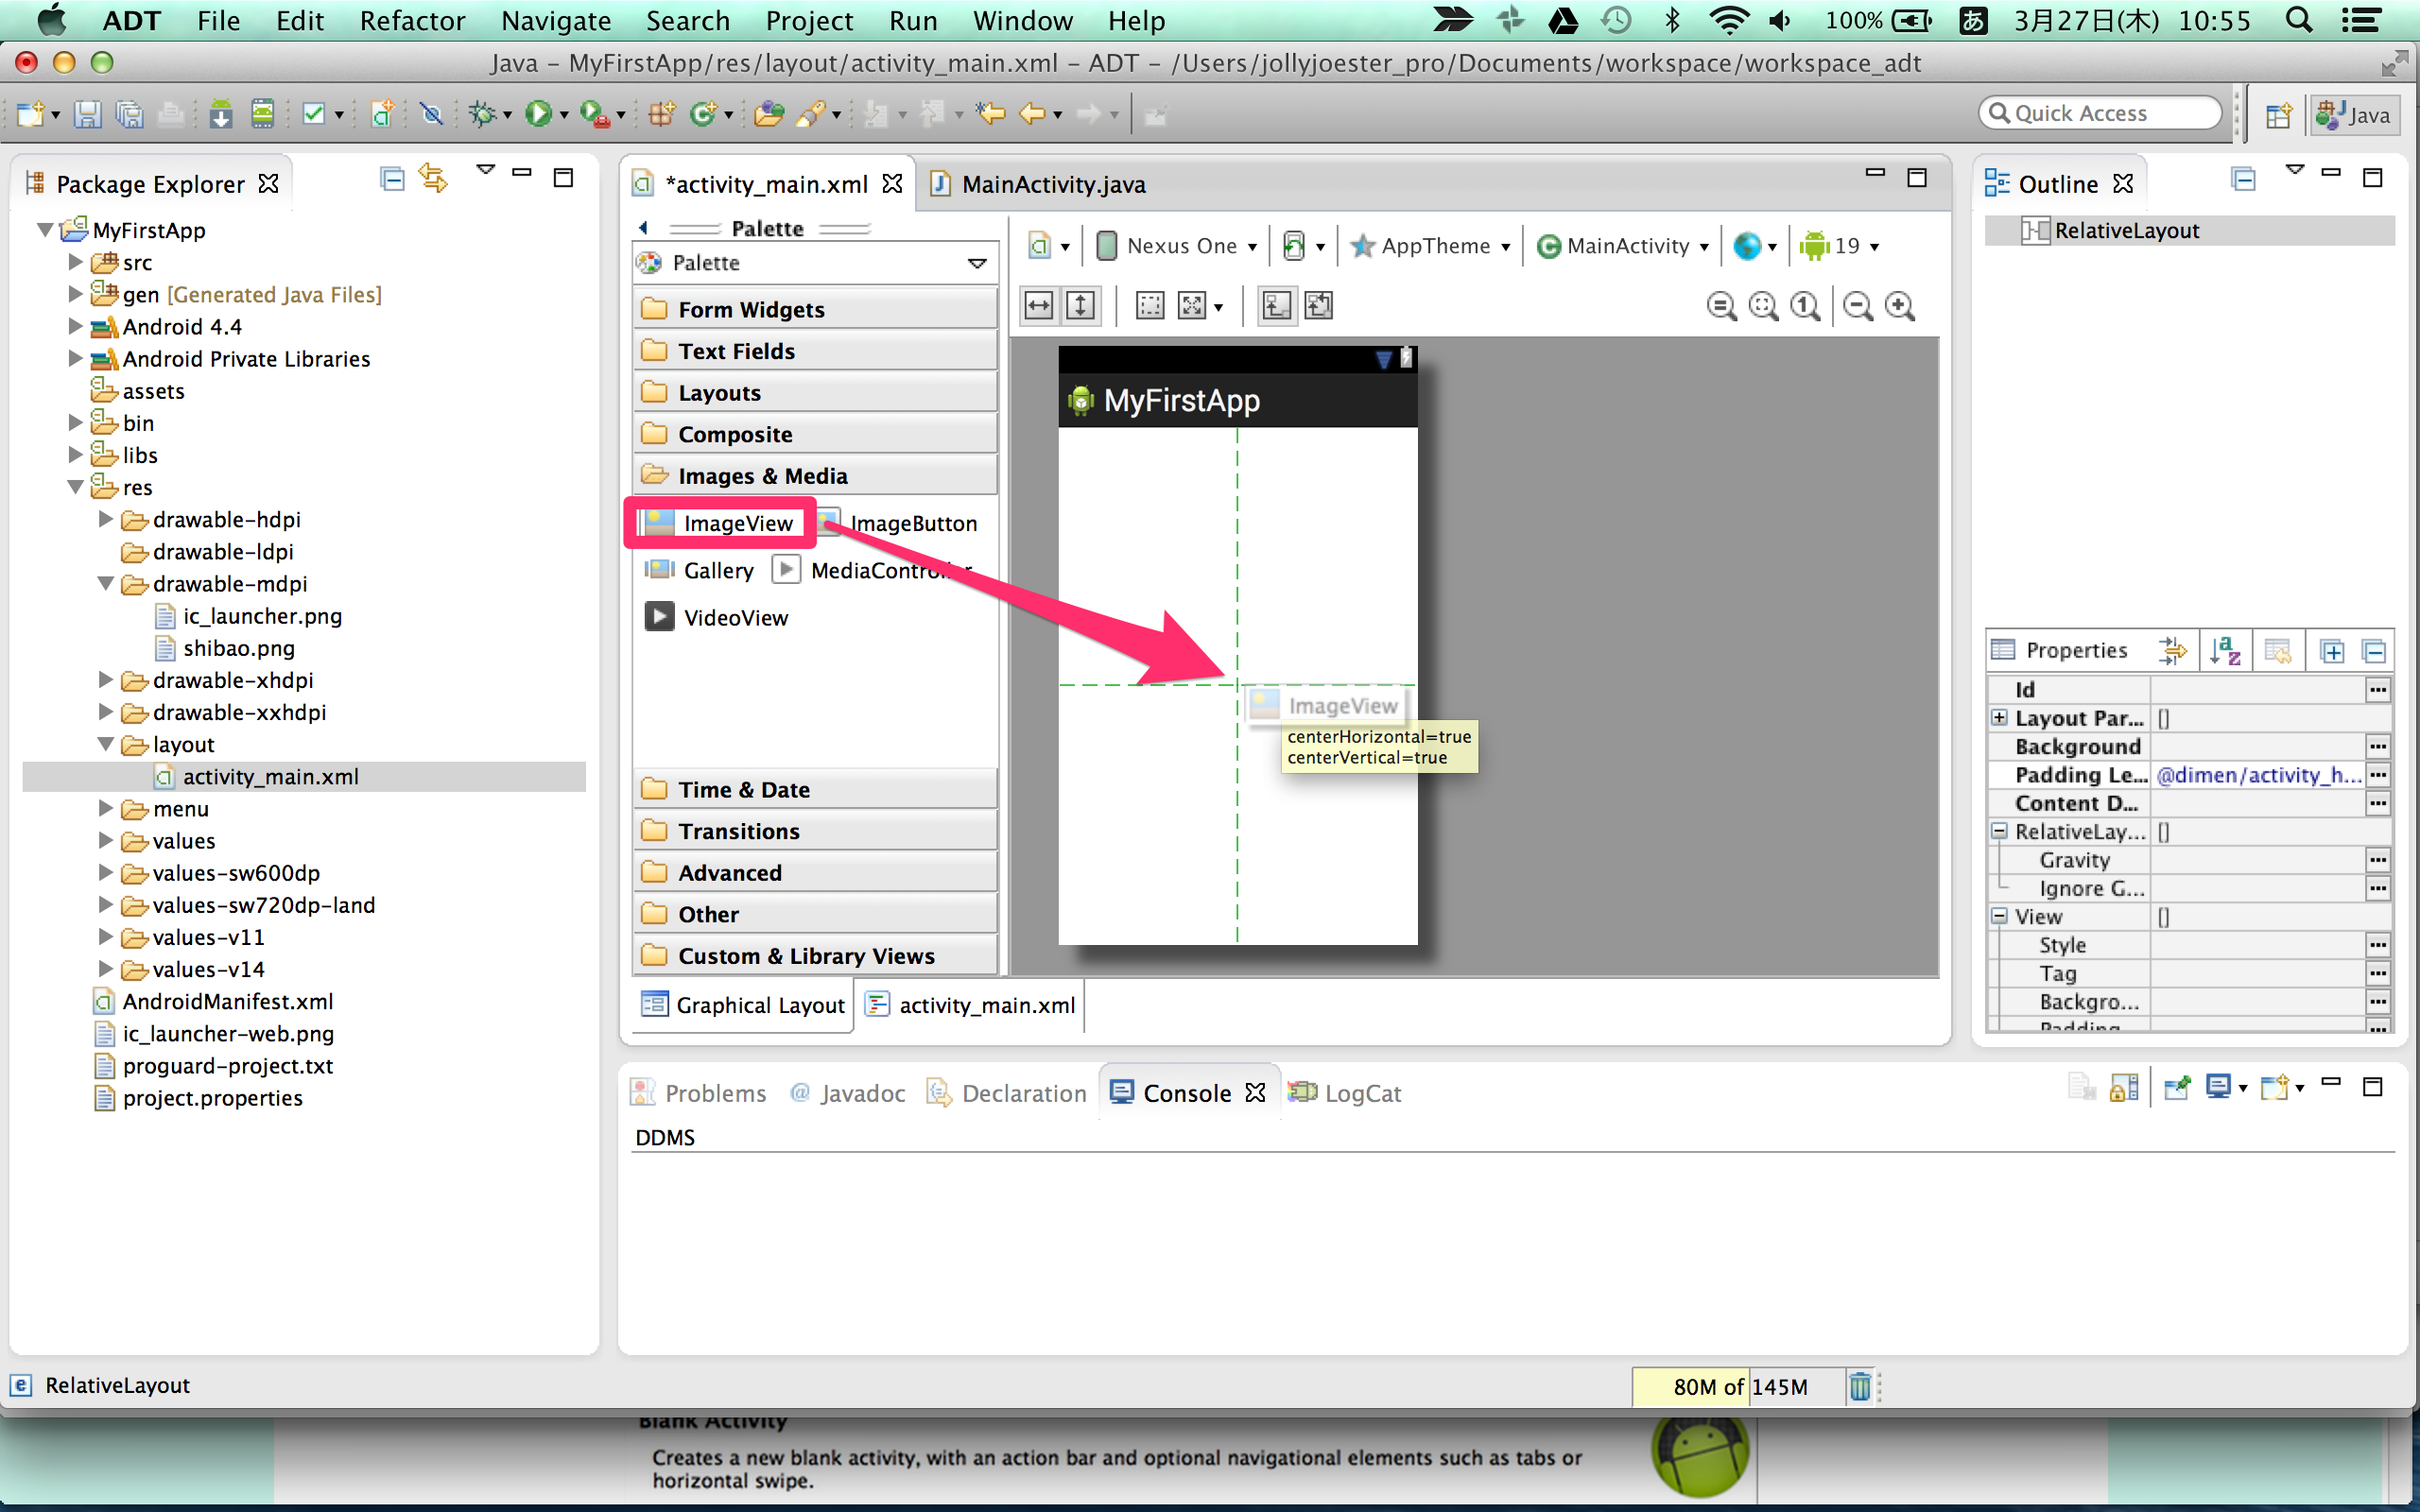 ADT File Edit Refactor Navigate Search Project Run Window Help 100% あ 3月27日(木) 10:55
Java – MyFirstApp/res/layout/activity_main.xml – ADT – /Users/jollyjoester_pro/Documents/workspace/workspace_adt
Quick Access
Java
Package Explorer
MyFirstApp
src
gen [Generated Java Files]
Android 4.4
Android Private Libraries
assets
bin
libs
res
drawable-hdpi
drawable-ldpi
drawable-mdpi
ic_launcher.png
shibao.png
drawable-xhdpi
drawable-xxhdpi
layout
activity_main.xml
menu
values
values-sw600dp
values-sw720dp-land
values-v11
values-v14
AndroidManifest.xml
ic_launcher-web.png
proguard-project.txt
project.properties
*activity_main.xml
MainActivity.java
Palette
Palette
Form Widgets
Text Fields
Layouts
Composite
Images & Media
ImageView ImageButton
Gallery MediaController
VideoView
Time & Date
Transitions
Advanced
Other
Custom & Library Views
Nexus One AppTheme MainActivity 19
MyFirstApp
ImageView
centerHorizontal=true
centerVertical=true
Graphical Layout activity_main.xml
Outline
RelativeLayout
Properties
Id
Layout Par... []
Background
Padding Le... @dimen/activity_h...
Content D...
RelativeLay... []
Gravity
Ignore G...
View []
Style
Tag
Backgro...
Padding
Problems @ Javadoc Declaration Console LogCat
DDMS
RelativeLayout
80M of 145M
Blank Activity
Creates a new blank activity, with an action bar and optional navigational elements such as tabs or
horizontal swipe.